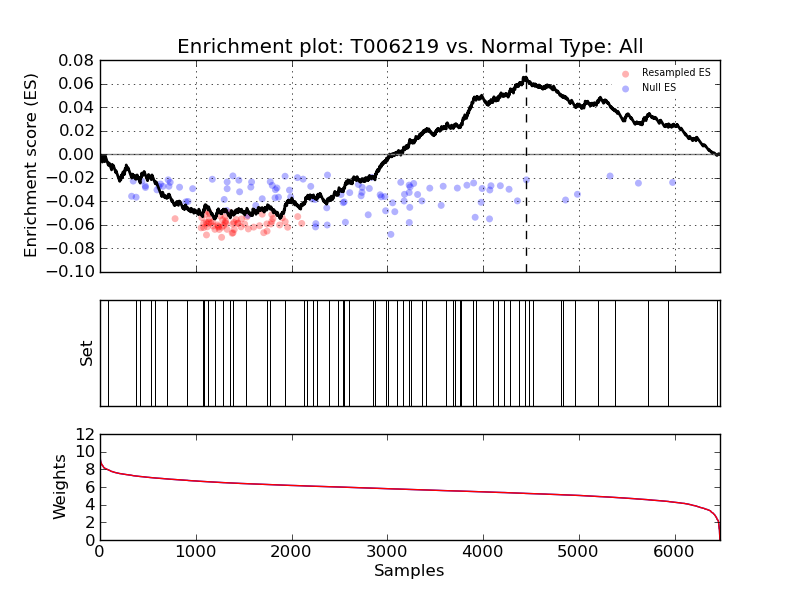 Enrichment plot: T006219 vs. Normal Type: All
Enrichment score (ES)
0.08
0.06
0.04
0.02
0.00
−0.02
−0.04
−0.06
−0.08
−0.10
Resampled ES
Null ES
Set
Weights
12
10
8
6
4
2
0
0 1000 2000 3000 4000 5000 6000
Samples